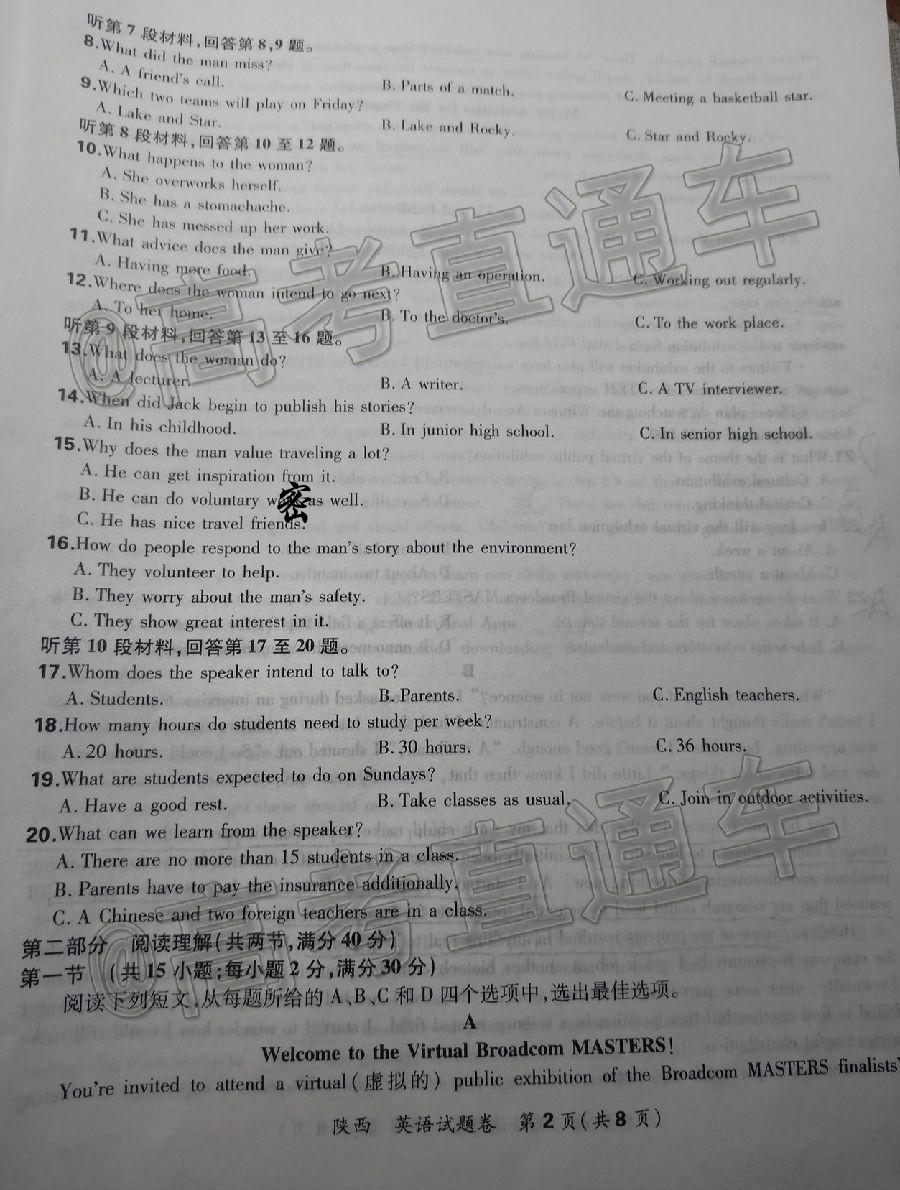 听第7段材料,回答第8、9题。
8.What did the man miss?
A. A friend's call. B. Parts of a match. C. Meeting a basketball star.
9.Which two teams will play on Friday?
A. Lake and Star. B. Lake and Rocky. C. Star and Rocky.
听第8段材料,回答第10至12题。
10.What happens to the woman?
A. She overworks herself.
B. She has a stomachache.
C. She has messed up her work.
11.What advice does the man give?
A. Having more food. B. Having an operation. C. Working out regularly.
12.Where does the woman intend to go next?
A. To her home. B. To the doctor's. C. To the work place.
听第9段材料,回答第13至16题。
13.What does the woman do?
A. A lecturer. B. A writer. C. A TV interviewer.
14.When did Jack begin to publish his stories?
A. In his childhood. B. In junior high school. C. In senior high school.
15.Why does the man value traveling a lot?
A. He can get inspiration from it.
B. He can do voluntary work as well.
密
C. He has nice travel friends.
16.How do people respond to the man's story about the environment?
A. They volunteer to help.
B. They worry about the man's safety.
C. They show great interest in it.
听第10段材料,回答第17至20题。
17.Whom does the speaker intend to talk to?
A. Students. B. Parents. C. English teachers.
18.How many hours do students need to study per week?
A. 20 hours. B. 30 hours. C. 36 hours.
19.What are students expected to do on Sundays?
A. Have a good rest. B. Take classes as usual. C. Join in outdoor activities.
20.What can we learn from the speaker?
A. There are no more than 15 students in a class.
B. Parents have to pay the insurance additionally.
C. A Chinese and two foreign teachers are in a class.
第二部分 阅读理解(共两节,满分40分)
第一节 (共15小题;每小题2分,满分30分)
阅读下列短文,从每题所给的A、B、C和D四个选项中,选出最佳选项。
A
Welcome to the Virtual Broadcom MASTERS!
You're invited to attend a virtual(虚拟的) public exhibition of the Broadcom MASTERS finalists'
陕西 英语试题卷 第2页(共8页)
@高考直通车
@高考直通车